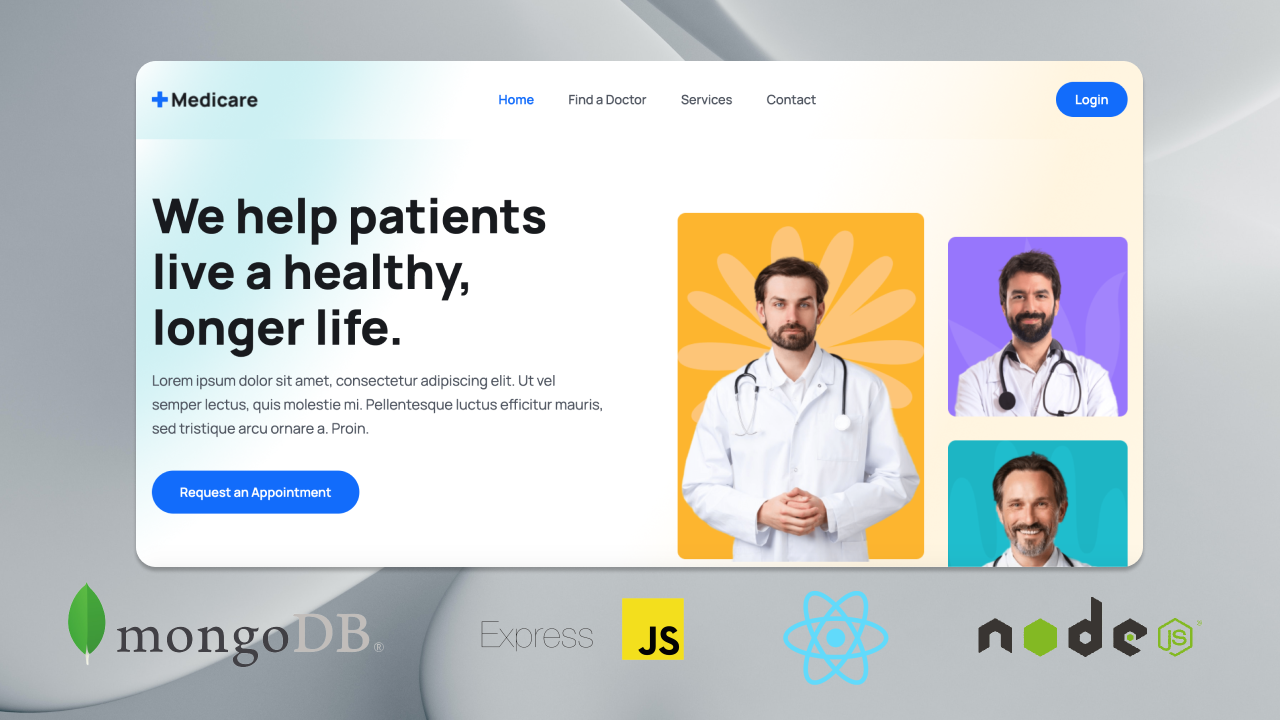 Medicare
Home
Find a Doctor
Services
Contact
Login
We help patients
live a healthy,
longer life.
Lorem ipsum dolor sit amet, consectetur adipiscing elit. Ut vel
semper lectus, quis molestie mi. Pellentesque luctus efficitur mauris,
sed tristique arcu ornare a. Proin.
Request an Appointment
mongoDB®
Express
JS
node
JS